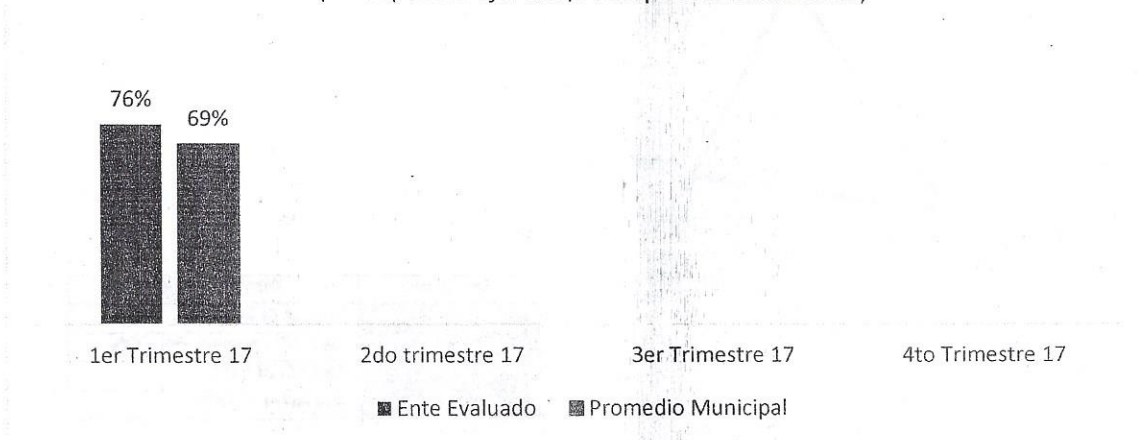 76%
69%
1er Trimestre 17 2do trimestre 17 3er Trimestre 17 4to Trimestre 17
Ente Evaluado Promedio Municipal